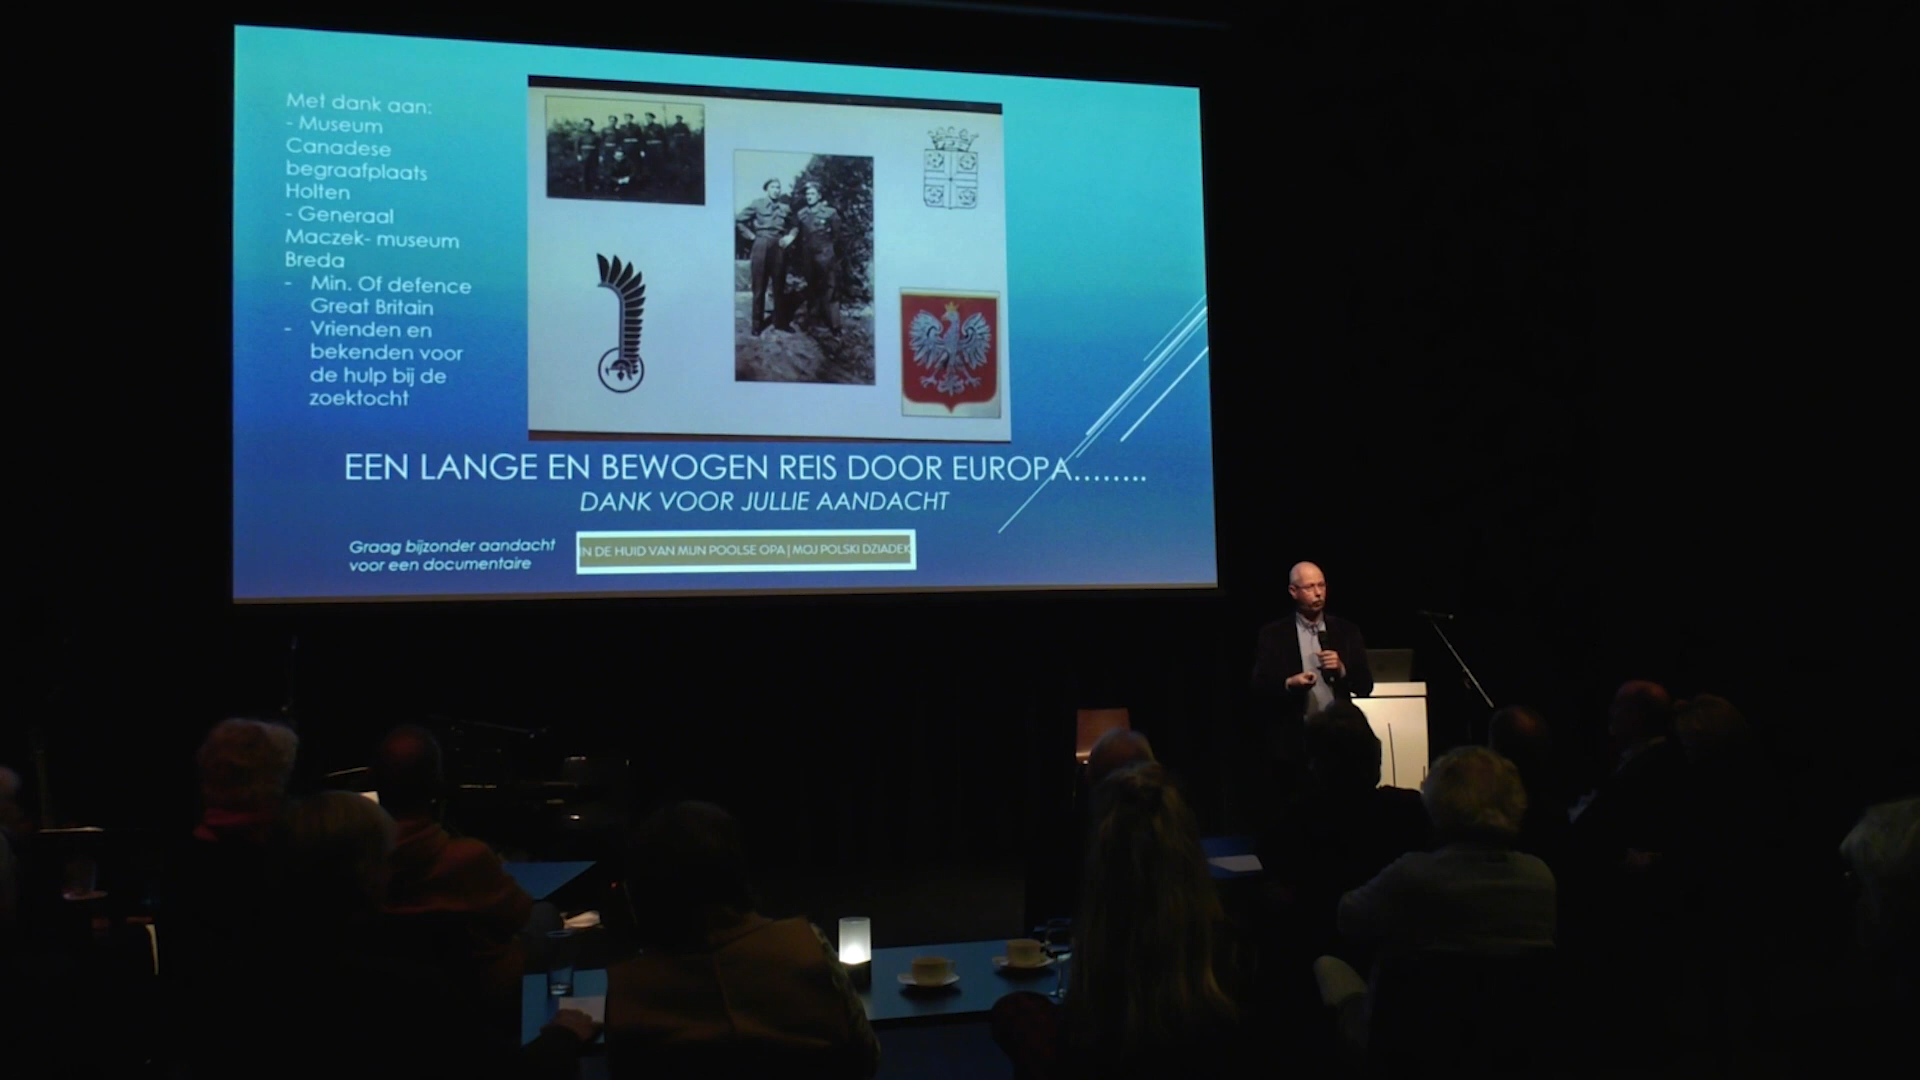 Met dank aan:
- Museum
Canadese
begraafplaats
Holten
- Generaal
Maczek- museum
Breda
- Min. Of defence
Great Britain
- Vrienden en
bekenden voor
de hulp bij de
zoektocht
EEN LANGE EN BEWOGEN REIS DOOR EUROPA........
DANK VOOR JULLIE AANDACHT
Graag bijzonder aandacht
voor een documentaire
IN DE HUID VAN MIJN POOLSE OPA | MOJ POLSKI DZIADEK